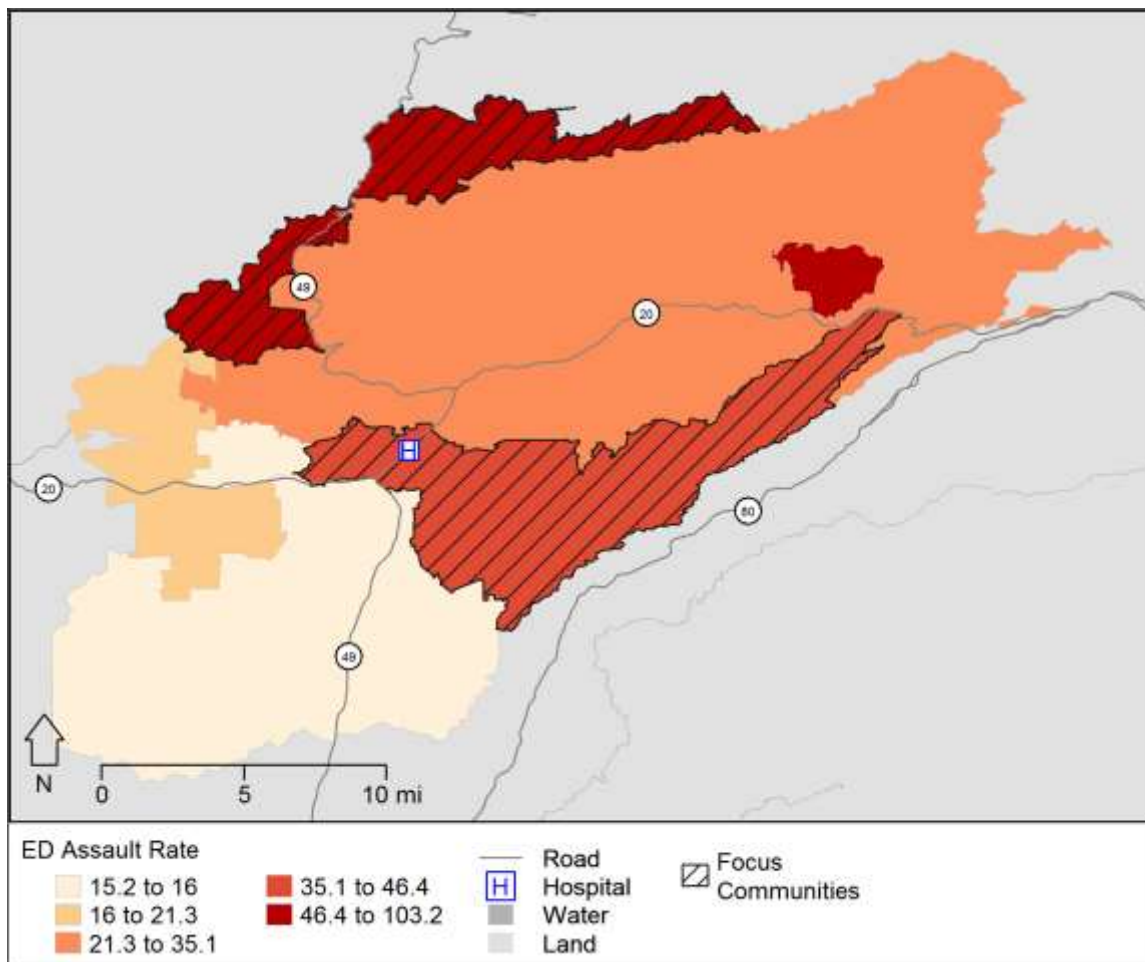 49
20
20
80
49
N
0 5 10 mi
ED Assault Rate
15.2 to 16
16 to 21.3
21.3 to 35.1
35.1 to 46.4
46.4 to 103.2
Road
H Hospital
Water
Land
Focus
Communities